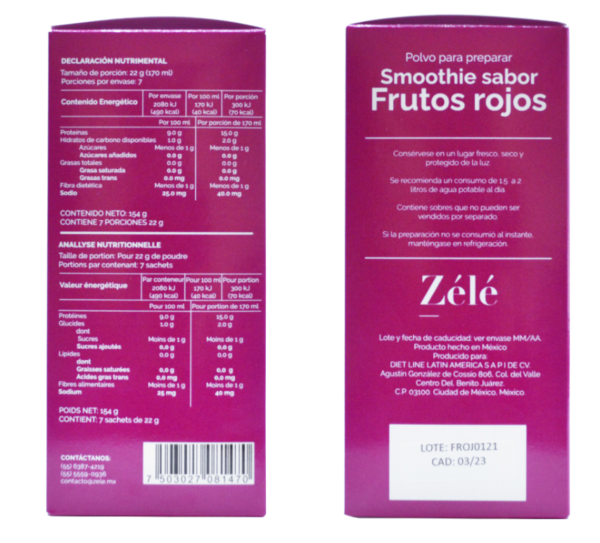 DECLARACIÓN NUTRIMENTAL
Tamaño de porción: 22 g (170 ml)
Porciones por envase: 7
Contenido Energético
Por envase 2080 kJ (490 kcal)
Por 100 ml 170 kJ (40 kcal)
Por porción 300 kJ (70 kcal)
Por 100 ml Por porción de 170 ml
Proteínas 9.0 g 15.0 g
Hidratos de carbono disponibles 1.0 g 2.0 g
Azúcares Menos de 1 g Menos de 1 g
Azúcares añadidos 0.0 g 0.0 g
Grasas totales 0.0 g 0.0 g
Grasa saturada 0.0 g 0.0 g
Grasas trans 0.0 mg 0.0 mg
Fibra dietética Menos de 1 g Menos de 1 g
Sodio 25.0 mg 40.0 mg
CONTENIDO NETO: 154 g
CONTIENE 7 PORCIONES 22 g
ANALLYSE NUTRITIONNELLE
Taille de portion: Pour 22 g de poudre
Portions par contenant: 7 sachets
Valeur énergétique
Par conteneur 2080 kJ (490 kcal)
Pour 100 ml 170 kJ (40 kcal)
Pour portion 300 kJ (70 kcal)
Pour 100 ml Pour portion de 170 ml
Protéines 9.0 g 15.0 g
Glucides 1.0 g 2.0 g
dont
Sucres Moins de 1 g Moins de 1 g
Sucres ajoutés 0.0 g 0.0 g
Lipides 0.0 g 0.0 g
dont
Graisses saturées 0.0 g 0.0 g
Acides gras trans 0.0 mg 0.0 mg
Fibres alimentaires Moins de 1 g Moins de 1 g
Sodium 25 mg 40 mg
POIDS NET: 154 g
CONTIENT: 7 sachets de 22 g
CONTÁCTANOS:
(55) 6387-4219
(55) 5559-0936
contacto@zele.mx
7 503027 081470
Polvo para preparar
Smoothie sabor
Frutos rojos
Consérvese en un lugar fresco, seco y
protegido de la luz
Se recomienda un consumo de 1.5 a 2
litros de agua potable al día
Contiene sobres que no pueden ser
vendidos por separado
Si la preparación no se consumió al instante,
manténgase en refrigeración.
Zélé
Lote y fecha de caducidad: ver envase MM/AA.
Producto hecho en México
Producido para:
DIET LINE LATIN AMERICA S A P I DE CV.
Agustín González de Cossío 806, Col. del Valle
Centro Del. Benito Juárez.
C.P 03100. Ciudad de México, México.
LOTE: FROJ0121
CAD: 03/23